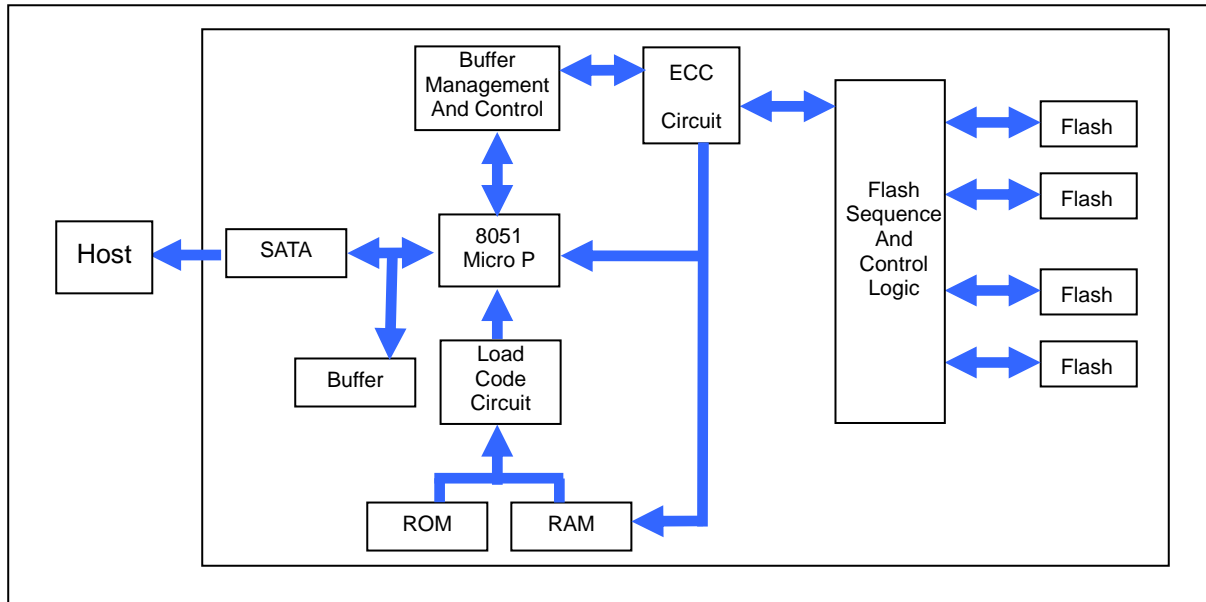 Buffer
Management
And Control
ECC
Circuit
Flash
Flash
Flash
Sequence
And
Control
Logic
Host
SATA
8051
Micro P
Flash
Flash
Buffer
Load
Code
Circuit
ROM
RAM